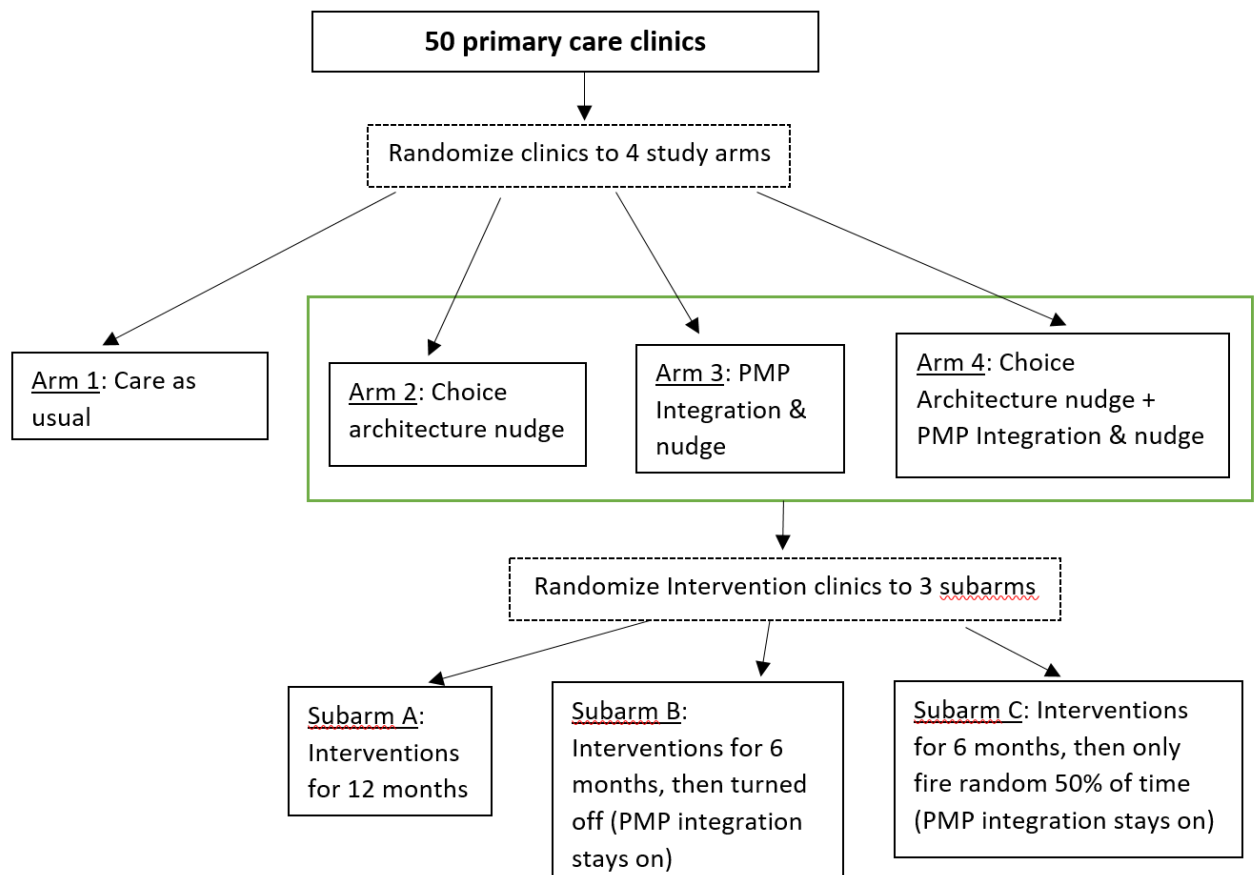 50 primary care clinics
Randomize clinics to 4 study arms
Arm 1: Care as
usual
Arm 2: Choice
architecture nudge
Arm 3: PMP
Integration &
nudge
Arm 4: Choice
Architecture nudge +
PMP Integration & nudge
Randomize Intervention clinics to 3 subarms
Subarm A:
Interventions
for 12 months
Subarm B:
Interventions for 6
months, then turned
off (PMP integration
stays on)
Subarm C: Interventions
for 6 months, then only
fire random 50% of time
(PMP integration stays on)